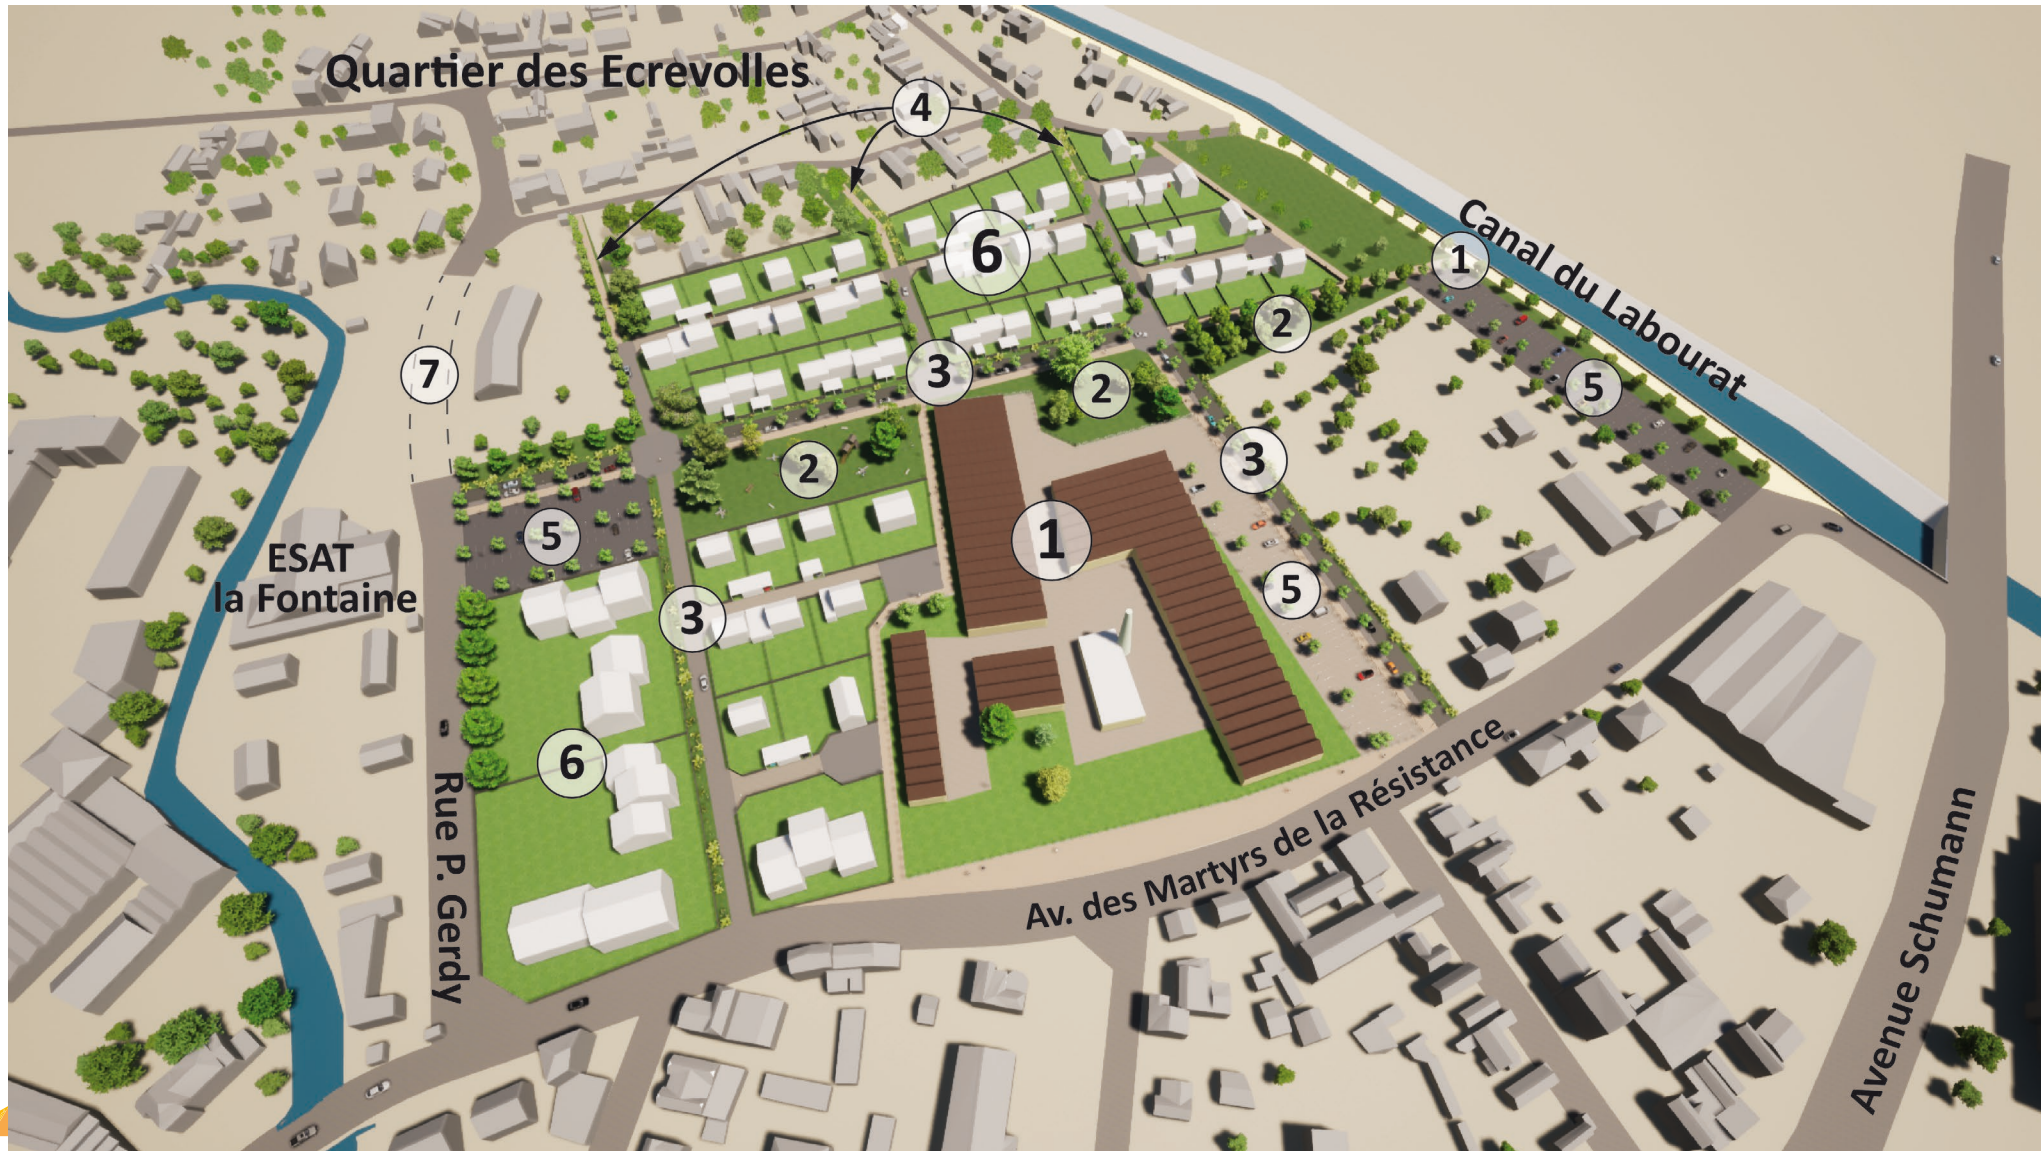 Quartier des Ecrevolles
4
6
1
Canal du Labourat
2
7
3
2
5
2
3
5
1
ESAT
la Fontaine
5
3
6
Rue P. Gerdy
Av. des Martyrs de la Résistance
Avenue Schumann